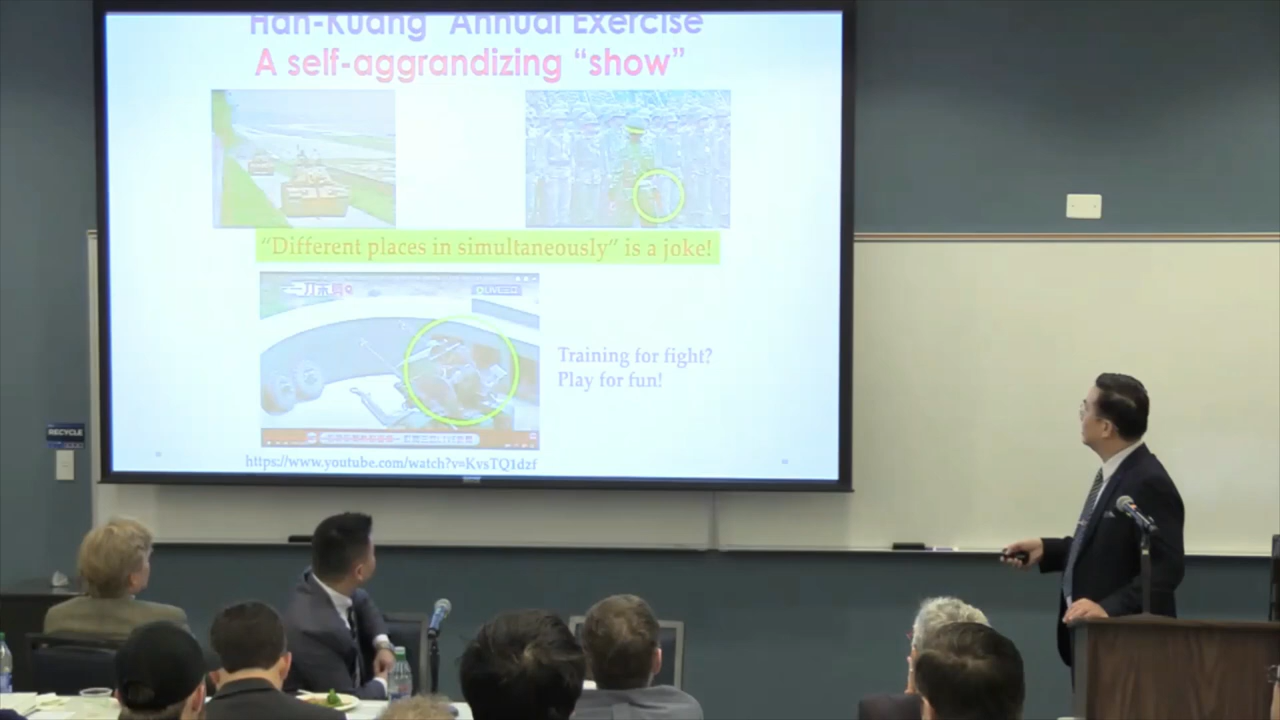 Han-Kuang Annual Exercise
A self-aggrandizing “show”
“Different places in simultaneously” is a joke!
LIVE
Training for fight?
Play for fun!
https://www.youtube.com/watch?v=KvsTQ1dzf
RECYCLE